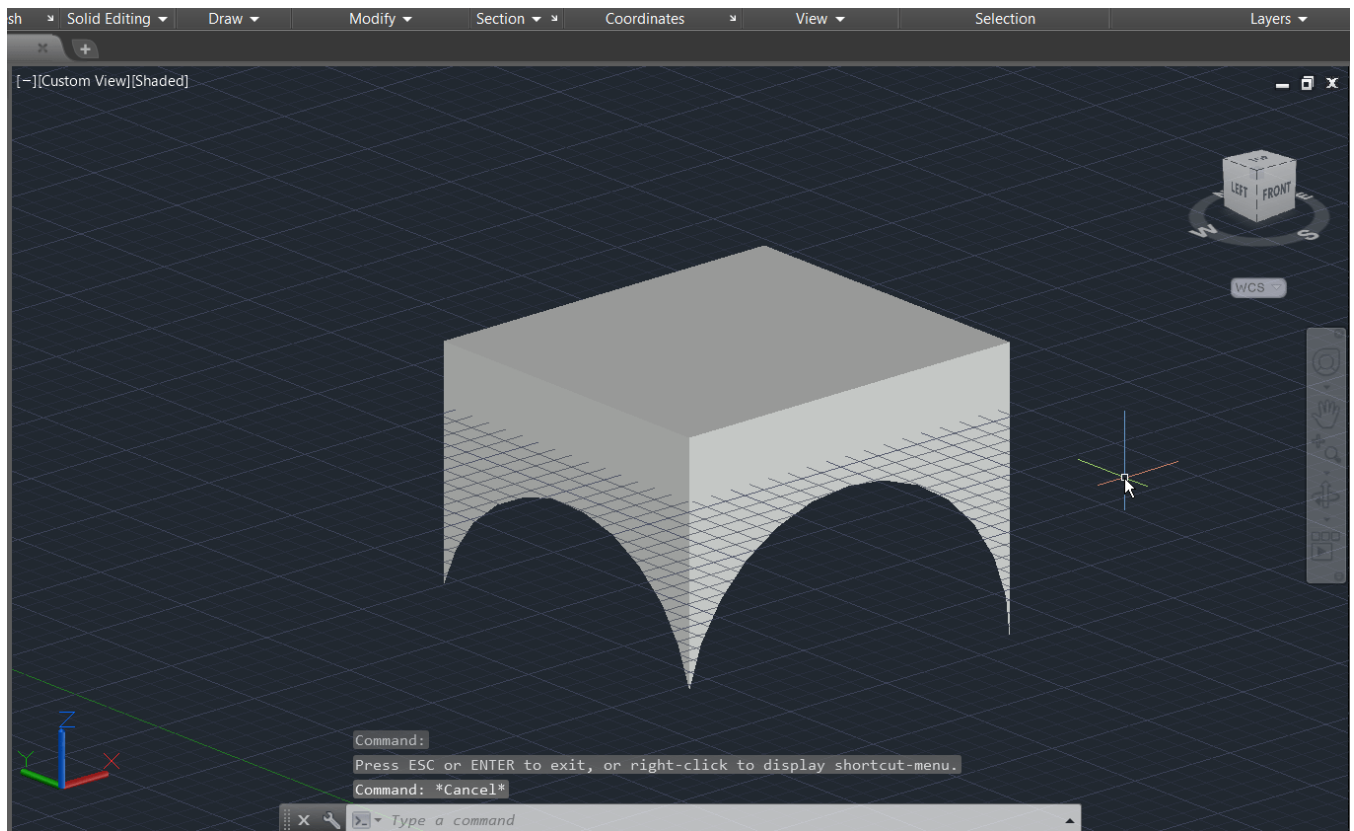 sh Solid Editing Draw Modify Section Coordinates View Selection Layers
[−][Custom View][Shaded]
TOP
LEFT FRONT
W S E
WCS
Z
Y X
Command:
Press ESC or ENTER to exit, or right-click to display shortcut-menu.
Command: *Cancel*
Type a command